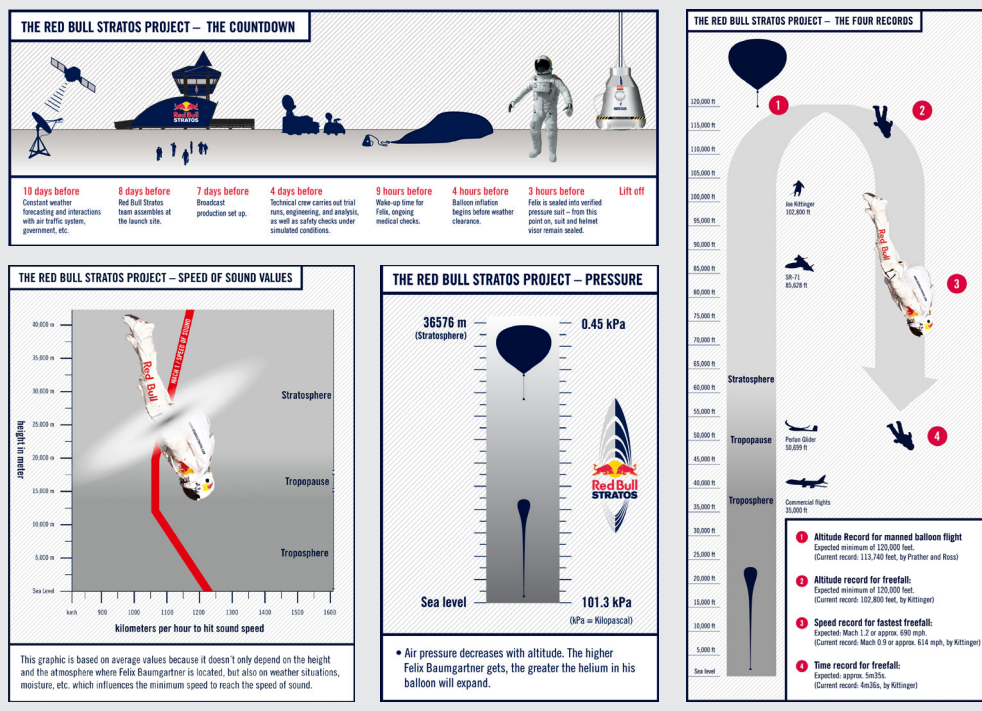 THE RED BULL STRATOS PROJECT – THE COUNTDOWN
Red Bull
STRATOS
10 days before
Constant weather
forecasting and interactions
with air traffic system,
government, etc.
8 days before
Red Bull Stratos
team assembles at
the launch site.
7 days before
Broadcast
production set up.
4 days before
Technical crew carries out trial
runs, engineering, and analysis,
as well as safety checks under
simulated conditions.
9 hours before
Wake-up time for
Felix, ongoing
medical checks.
4 hours before
Balloon inflation
begins before weather
clearance.
3 hours before
Felix is sealed into verified
pressure suit – from this
point on, suit and helmet
visor remain sealed.
Lift off
THE RED BULL STRATOS PROJECT – SPEED OF SOUND VALUES
40,000 m
35,000 m
30,000 m
25,000 m
20,000 m
15,000 m
10,000 m
5,000 m
Sea Level
height in meter
MACH 1 / SPEED OF SOUND
Red Bull
Stratosphere
Tropopause
Troposphere
kmh
900
1000
1100
1200
1300
1400
1500
1600
kilometers per hour to hit sound speed
This graphic is based on average values because it doesn't only depend on the height
and the atmosphere where Felix Baumgartner is located, but also on weather situations,
moisture, etc. which influences the minimum speed to reach the speed of sound.
THE RED BULL STRATOS PROJECT – PRESSURE
36576 m
(Stratosphere)
0.45 kPa
Red Bull
STRATOS
Sea level
101.3 kPa
(kPa = Kilopascal)
• Air pressure decreases with altitude. The higher
Felix Baumgartner gets, the greater the helium in his
balloon will expand.
THE RED BULL STRATOS PROJECT – THE FOUR RECORDS
120,000 ft
115,000 ft
110,000 ft
105,000 ft
100,000 ft
95,000 ft
90,000 ft
85,000 ft
80,000 ft
75,000 ft
70,000 ft
65,000 ft
60,000 ft
55,000 ft
50,000 ft
45,000 ft
40,000 ft
35,000 ft
30,000 ft
25,000 ft
20,000 ft
15,000 ft
10,000 ft
5,000 ft
Sea level
1
2
Joe Kittinger
102,800 ft
SR-71
85,628 ft
Red Bull
3
Stratosphere
Tropopause
Troposphere
Perlan Glider
50,699 ft
4
Commercial flights
35,000 ft
1 Altitude Record for manned balloon flight
Expected minimum of 120,000 feet.
(Current record: 113,740 feet, by Prather and Ross)
2 Altitude record for freefall:
Expected minimum of 120,000 feet.
(Current record: 102,800 feet, by Kittinger)
3 Speed record for fastest freefall:
Expected: Mach 1.2 or approx. 690 mph.
(Current record: Mach 0.9 or approx. 614 mph, by Kittinger)
4 Time record for freefall:
Expected: approx. 5m35s.
(Current record: 4m36s, by Kittinger)